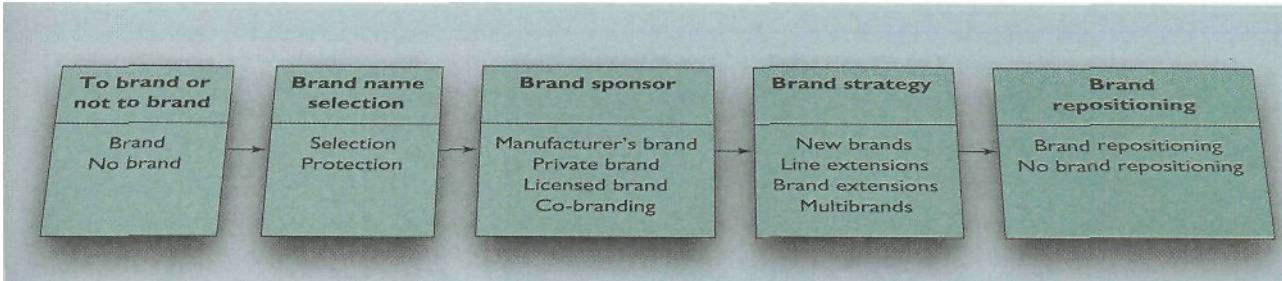 To brand or
not to brand
Brand
No brand
Brand name
selection
Selection
Protection
Brand sponsor
Manufacturer's brand
Private brand
Licensed brand
Co-branding
Brand strategy
New brands
Line extensions
Brand extensions
Multibrands
Brand
repositioning
Brand repositioning
No brand repositioning